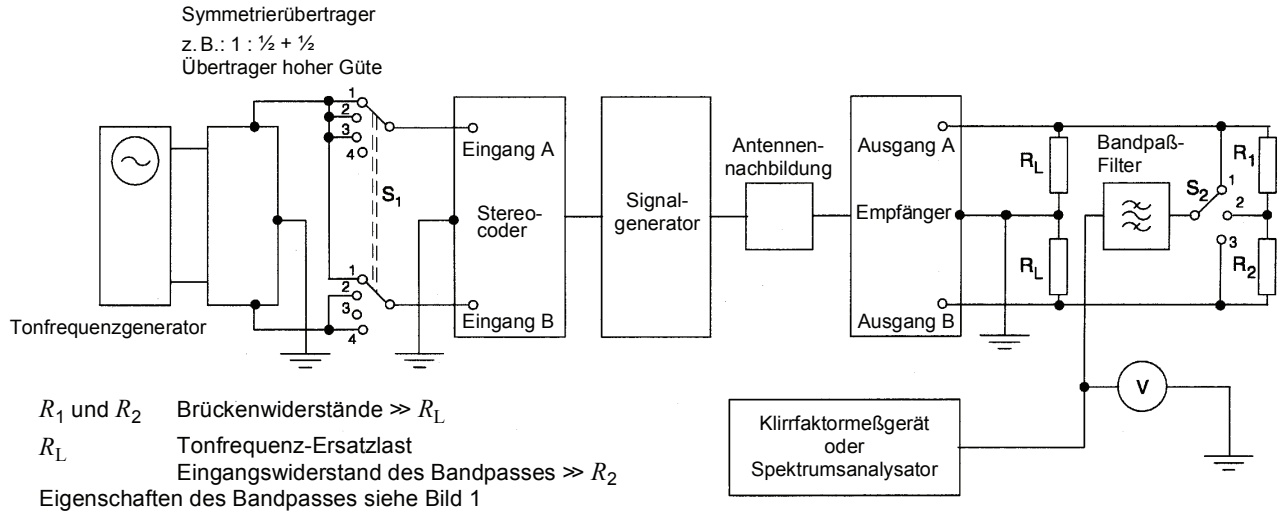 Symmetrierübertrager
z. B.: 1 : ½ + ½
Übertrager hoher Güte
1
2
3
4
S1
1
2
3
4
Tonfrequenzgenerator
Eingang A
Stereo-
coder
Eingang B
Signal-
generator
Antennen-
nachbildung
Ausgang A
Empfänger
Ausgang B
RL
RL
Bandpaß-
Filter
S2
1
2
3
R1
R2
V
Klirrfaktormeßgerät
oder
Spektrumsanalysator
R1 und R2 Brückenwiderstände ≫ RL
RL Tonfrequenz-Ersatzlast
Eingangswiderstand des Bandpasses ≫ R2
Eigenschaften des Bandpasses siehe Bild 1